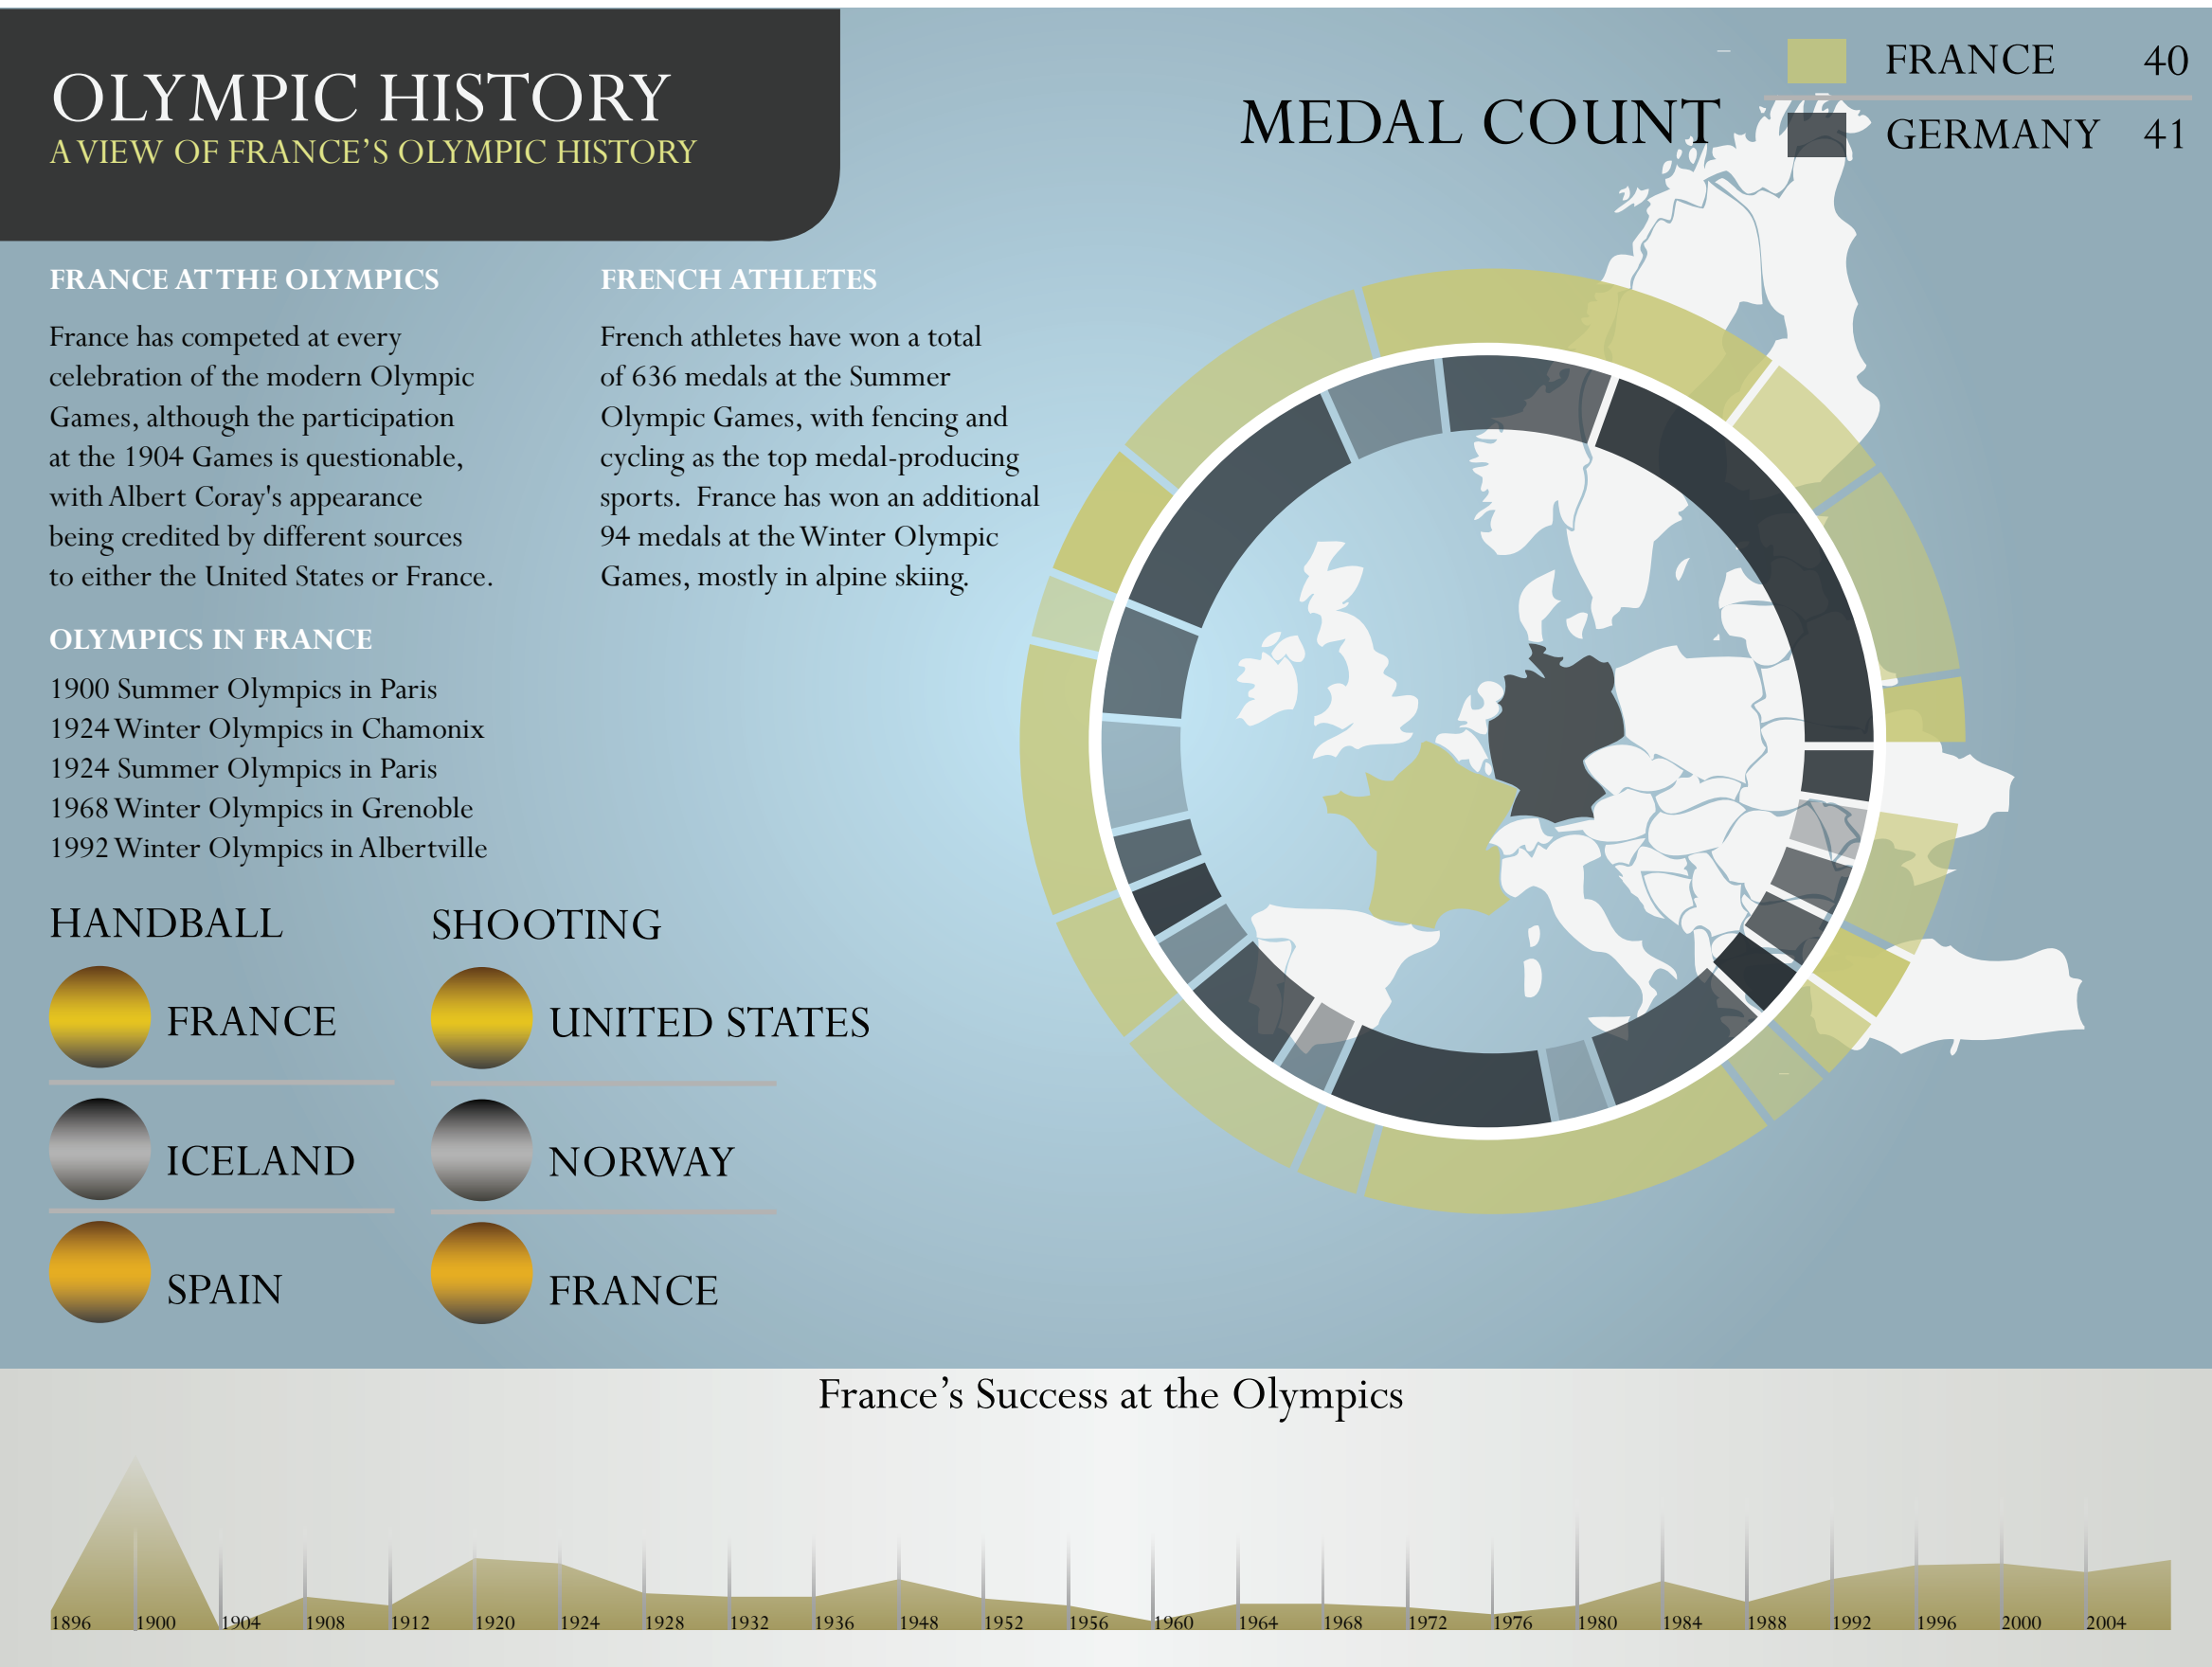 OLYMPIC HISTORY
A VIEW OF FRANCE'S OLYMPIC HISTORY
MEDAL COUNT
FRANCE 40
GERMANY 41
FRANCE AT THE OLYMPICS
France has competed at every
celebration of the modern Olympic
Games, although the participation
at the 1904 Games is questionable,
with Albert Coray's appearance
being credited by different sources
to either the United States or France.
FRENCH ATHLETES
French athletes have won a total
of 636 medals at the Summer
Olympic Games, with fencing and
cycling as the top medal-producing
sports. France has won an additional
94 medals at the Winter Olympic
Games, mostly in alpine skiing.
OLYMPICS IN FRANCE
1900 Summer Olympics in Paris
1924 Winter Olympics in Chamonix
1924 Summer Olympics in Paris
1968 Winter Olympics in Grenoble
1992 Winter Olympics in Albertville
HANDBALL
FRANCE
ICELAND
SPAIN
SHOOTING
UNITED STATES
NORWAY
FRANCE
France's Success at the Olympics
1896 1900 1904 1908 1912 1920 1924 1928 1932 1936 1948 1952 1956 1960 1964 1968 1972 1976 1980 1984 1988 1992 1996 2000 2004